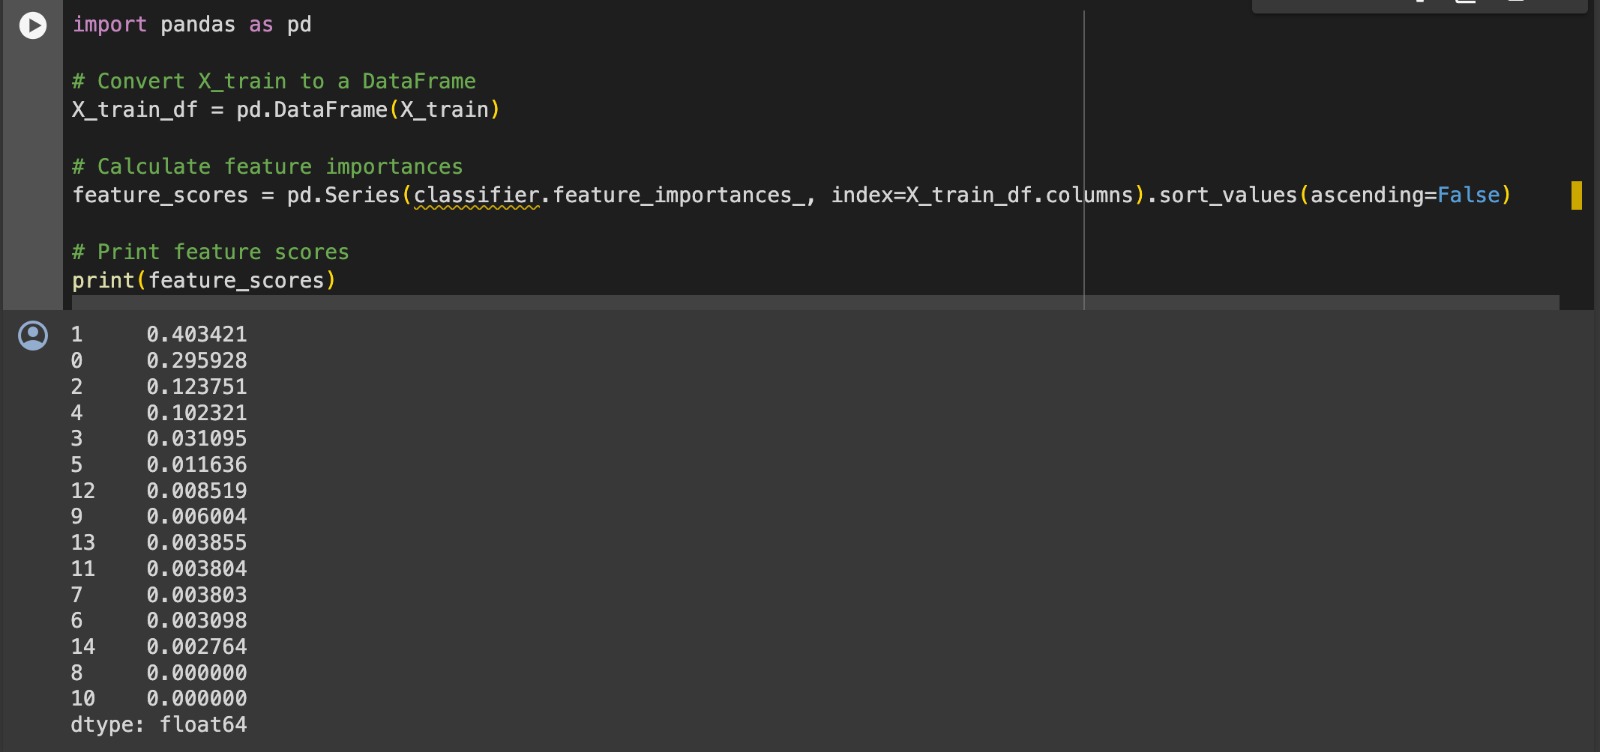 import pandas as pd
# Convert X_train to a DataFrame
X_train_df = pd.DataFrame(X_train)
# Calculate feature importances
feature_scores = pd.Series(classifier.feature_importances_, index=X_train_df.columns).sort_values(ascending=False)
# Print feature scores
print(feature_scores)
1     0.403421
0     0.295928
2     0.123751
4     0.102321
3     0.031095
5     0.011636
12    0.008519
9     0.006004
13    0.003855
11    0.003804
7     0.003803
6     0.003098
14    0.002764
8     0.000000
10    0.000000
dtype: float64